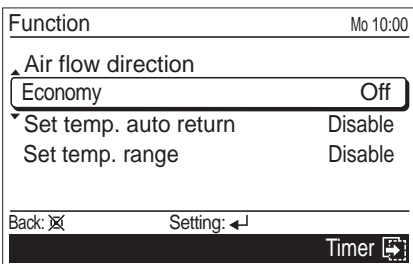 Function Mo 10:00
Air flow direction
Economy Off
Set temp. auto return Disable
Set temp. range Disable
Back: Setting:
Timer